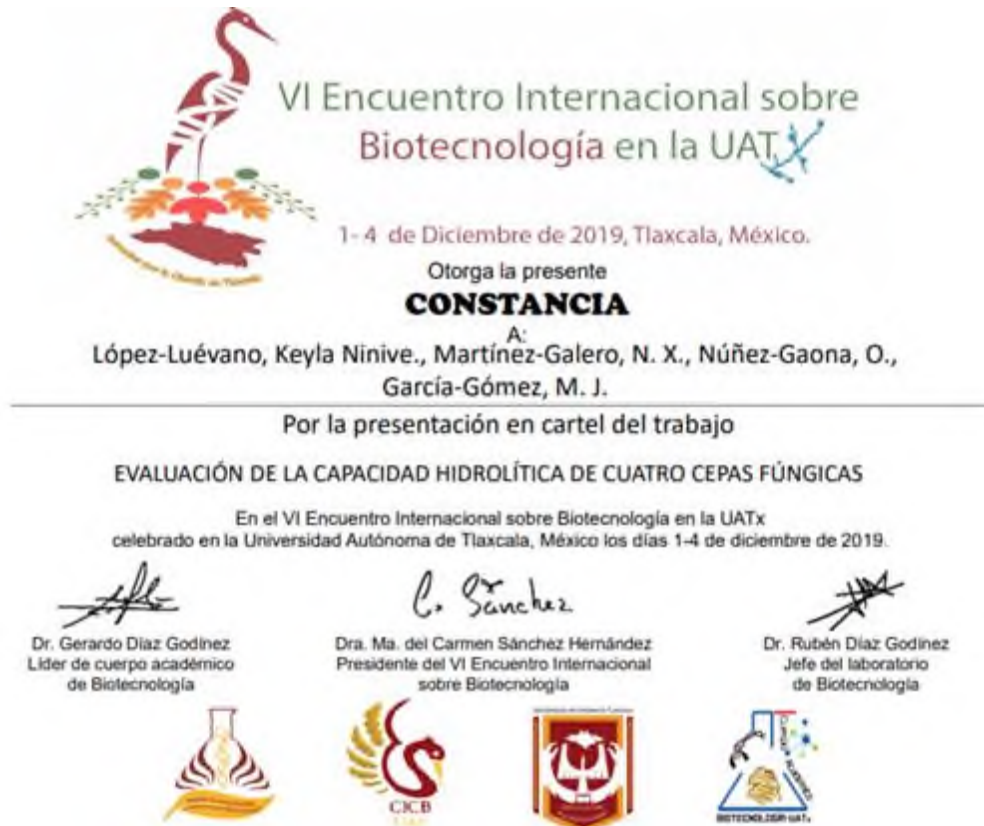 VI Encuentro Internacional sobre
Biotecnología en la UATX
1-4 de Diciembre de 2019, Tlaxcala, México.
Otorga la presente
CONSTANCIA
A:
López-Luévano, Keyla Ninive., Martínez-Galero, N. X., Núñez-Gaona, O.,
García-Gómez, M. J.
Por la presentación en cartel del trabajo
EVALUACIÓN DE LA CAPACIDAD HIDROLÍTICA DE CUATRO CEPAS FÚNGICAS
En el VI Encuentro Internacional sobre Biotecnología en la UATx
celebrado en la Universidad Autónoma de Tlaxcala, México los días 1-4 de diciembre de 2019.
C. Sánchez
Dr. Gerardo Díaz Godínez
Líder de cuerpo académico
de Biotecnología
Dra. Ma. del Carmen Sánchez Hernández
Presidente del VI Encuentro Internacional
sobre Biotecnología
Dr. Rubén Díaz Godínez
Jefe del laboratorio
de Biotecnología
CICB
BIOTECNOLOGIA-UATx